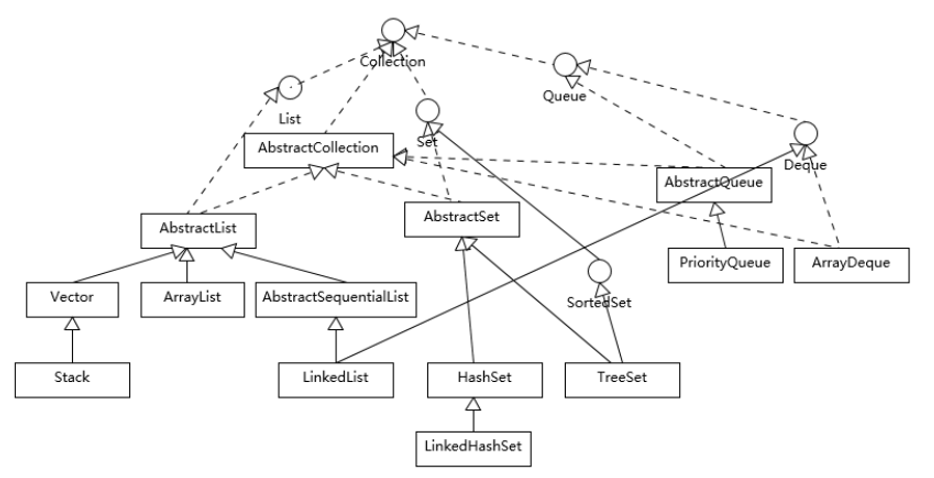 Collection
Queue
List
Set
Deque
AbstractCollection
AbstractQueue
AbstractList
AbstractSet
PriorityQueue
ArrayDeque
Vector
ArrayList
AbstractSequentialList
SortedSet
Stack
LinkedList
HashSet
TreeSet
LinkedHashSet